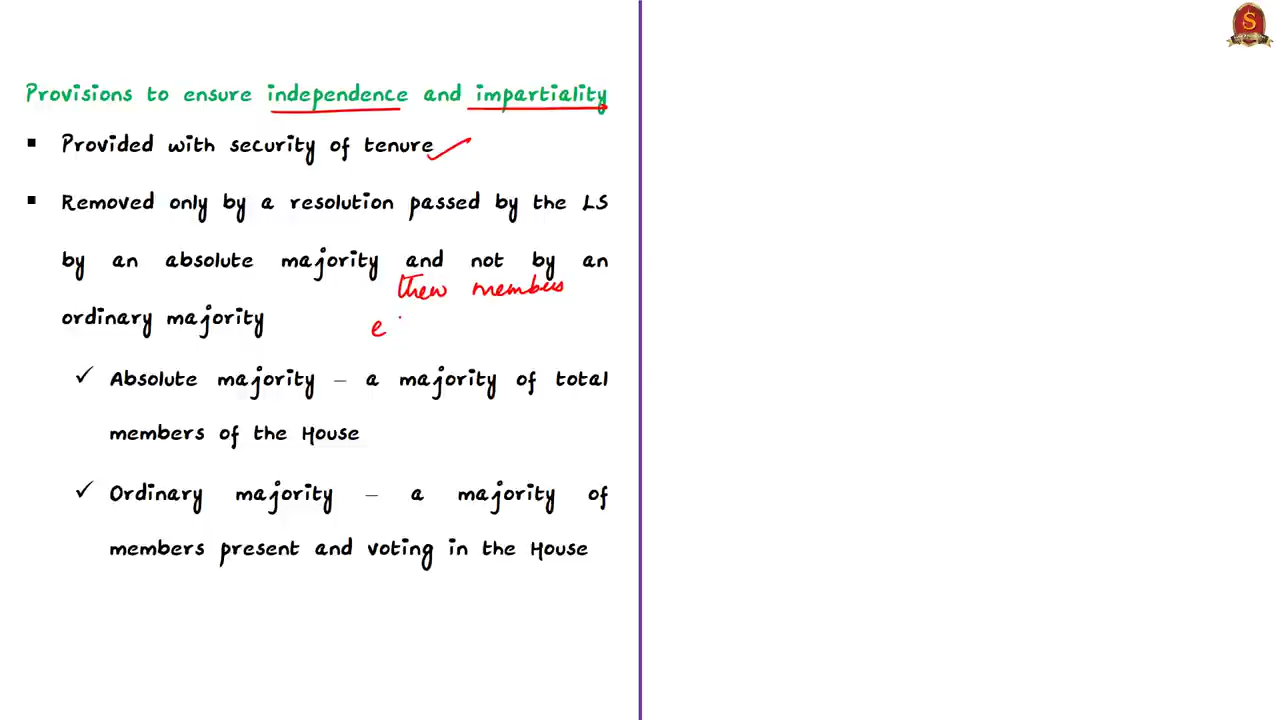 Provisions to ensure independence and impartiality
▪ Provided with security of tenure
▪ Removed only by a resolution passed by the LS
by an absolute majority and not by an
then members
ordinary majority
e
✓ Absolute majority – a majority of total
members of the House
✓ Ordinary majority – a majority of
members present and voting in the House